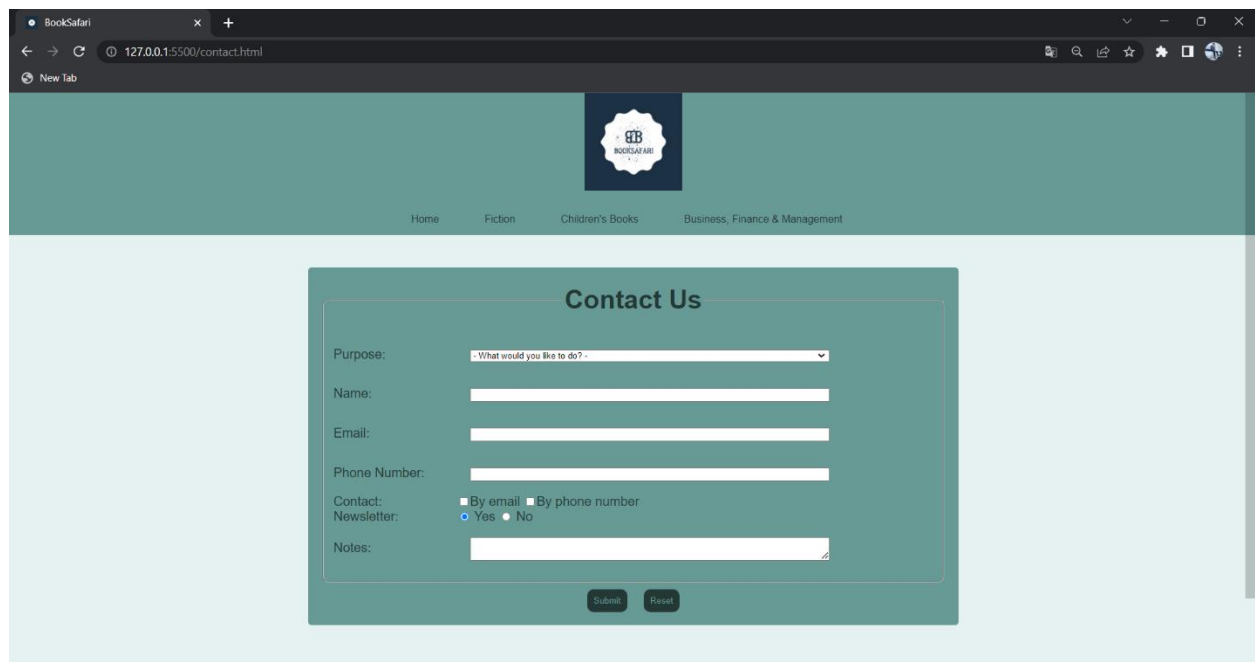 BookSafari
127.0.0.1:5500/contact.html
New Tab
BOOKSAFARI
Home Fiction Children's Books Business, Finance & Management
Contact Us
Purpose: - What would you like to do? -
Name:
Email:
Phone Number:
Contact: By email By phone number
Newsletter: Yes No
Notes:
Submit Reset